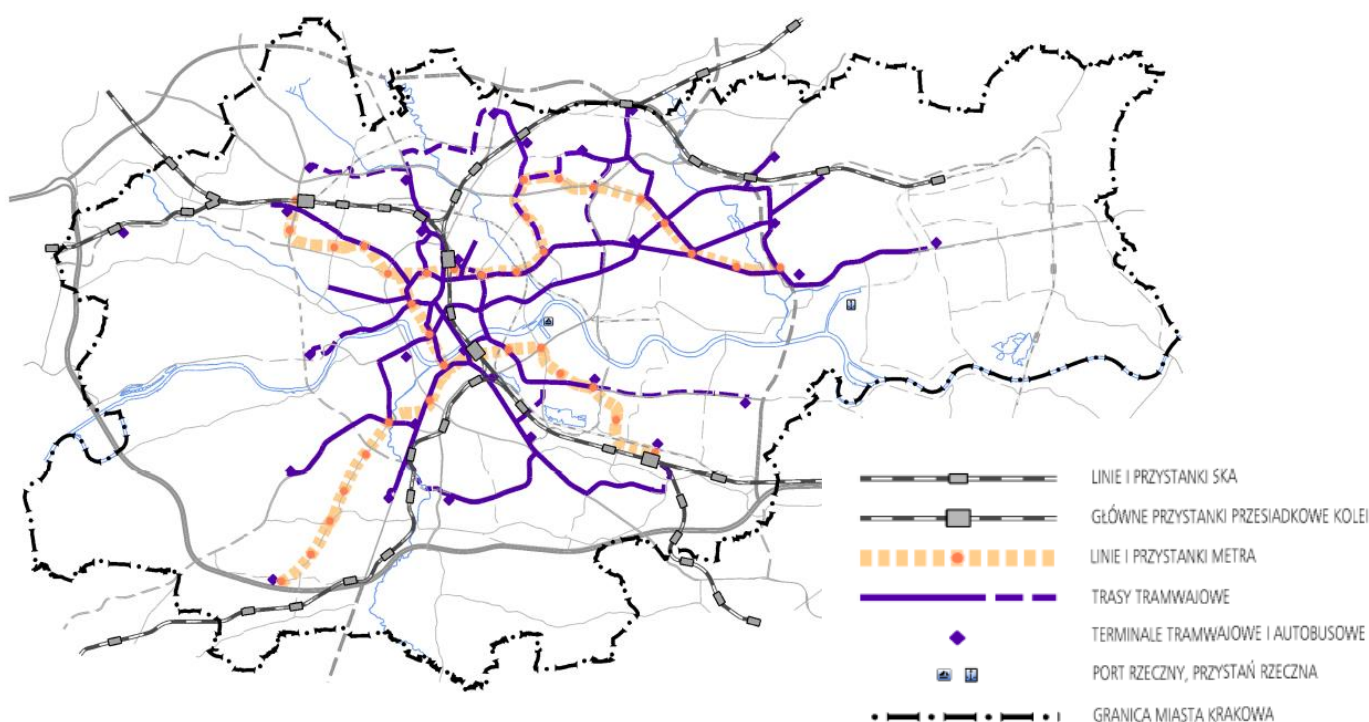 LINIE I PRZYSTANKI SKA
GŁÓWNE PRZYSTANKI PRZESIADKOWE KOLEI
LINIE I PRZYSTANKI METRA
TRASY TRAMWAJOWE
TERMINALE TRAMWAJOWE I AUTOBUSOWE
PORT RZECZNY, PRZYSTAŃ RZECZNA
GRANICA MIASTA KRAKOWA